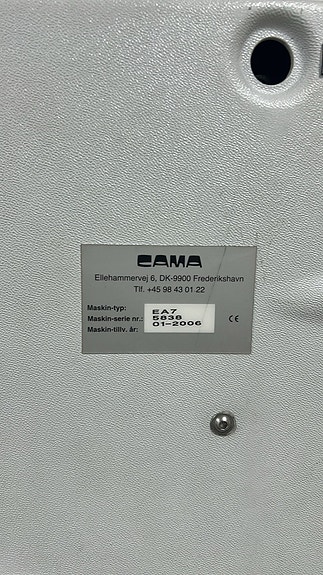 CAMA
Ellehammervej 6, DK-9900 Frederikshavn
Tlf. +45 98 43 01 22
Maskin-typ: EA7
Maskin-serie nr.: 5838
Maskin-tillv. år: 01-2006
CE